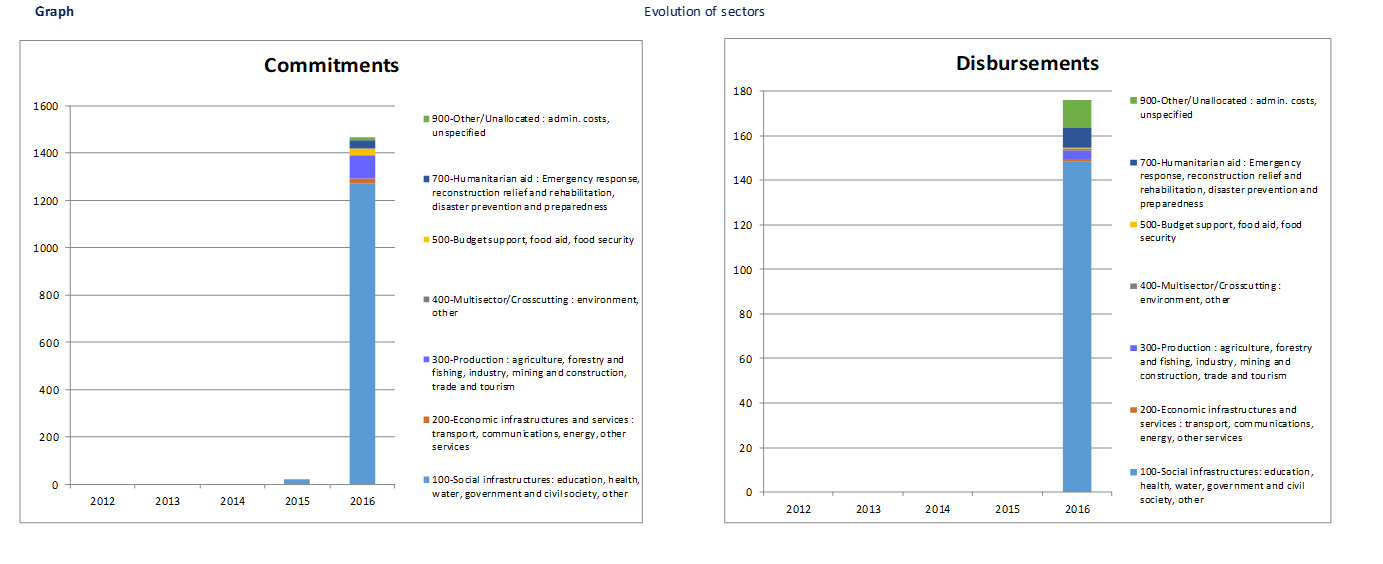 Graph
Evolution of sectors
Commitments
1600
1400
1200
1000
800
600
400
200
0
2012 2013 2014 2015 2016
900-Other/Unallocated : admin. costs,
unspecified
700-Humanitarian aid : Emergency response,
reconstruction relief and rehabilitation,
disaster prevention and preparedness
500-Budget support, food aid, food security
400-Multisector/Crosscutting : environment,
other
300-Production : agriculture, forestry and
fishing, industry, mining and construction,
trade and tourism
200-Economic infrastructures and services :
transport, communications, energy, other
services
100-Social infrastructures: education, health,
water, government and civil society, other
Disbursements
180
160
140
120
100
80
60
40
20
0
2012 2013 2014 2015 2016
900-Other/Unallocated : admin. costs,
unspecified
700-Humanitarian aid : Emergency
response, reconstruction relief and
rehabilitation, disaster prevention and
preparedness
500-Budget support, food aid, food
security
400-Multisector/Crosscutting :
environment, other
300-Production : agriculture, forestry
and fishing, industry, mining and
construction, trade and tourism
200-Economic infrastructures and
services : transport, communications,
energy, other services
100-Social infrastructures: education,
health, water, government and civil
society, other